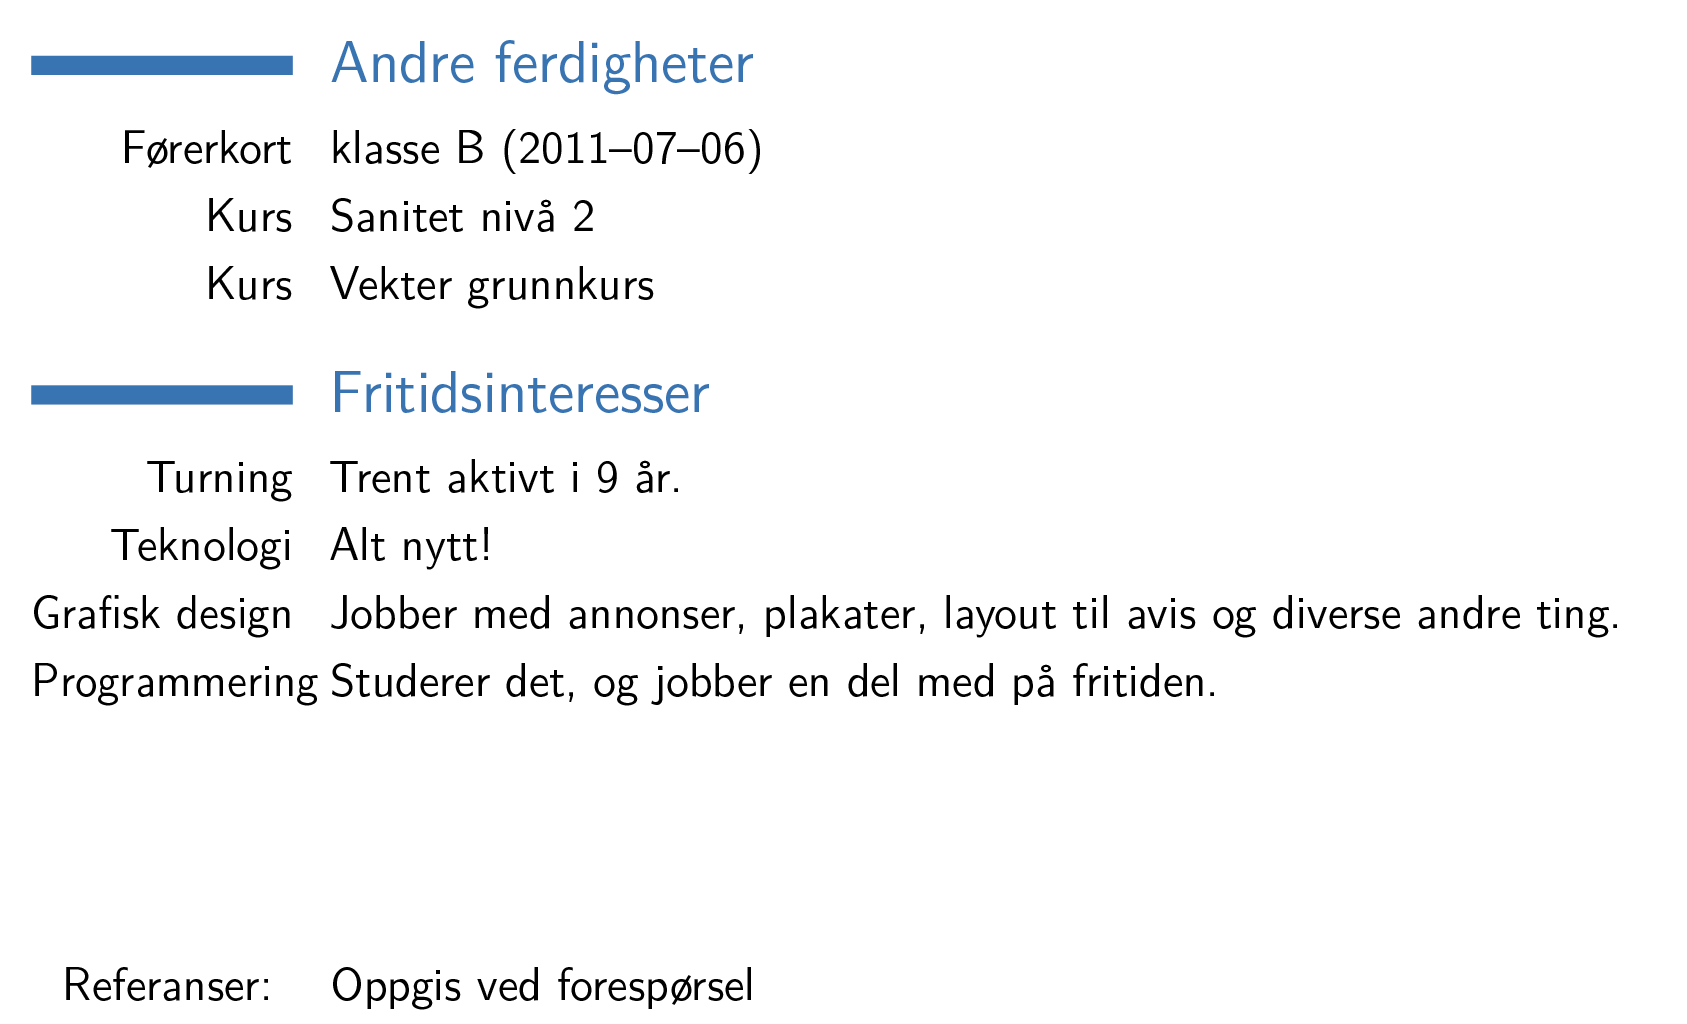 Andre ferdigheter
Førerkort klasse B (2011–07–06)
Kurs Sanitet nivå 2
Kurs Vekter grunnkurs
Fritidsinteresser
Turning Trent aktivt i 9 år.
Teknologi Alt nytt!
Grafisk design Jobber med annonser, plakater, layout til avis og diverse andre ting.
Programmering Studerer det, og jobber en del med på fritiden.
Referanser: Oppgis ved forespørsel